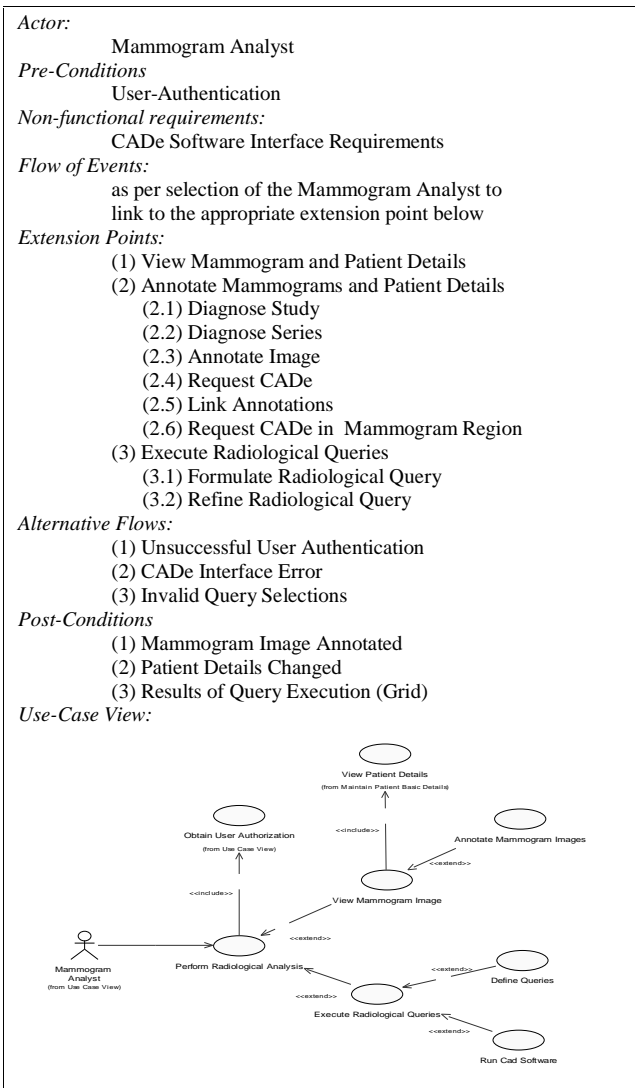 Actor:
Mammogram Analyst
Pre-Conditions
User-Authentication
Non-functional requirements:
CADe Software Interface Requirements
Flow of Events:
as per selection of the Mammogram Analyst to
link to the appropriate extension point below
Extension Points:
(1) View Mammogram and Patient Details
(2) Annotate Mammograms and Patient Details
(2.1) Diagnose Study
(2.2) Diagnose Series
(2.3) Annotate Image
(2.4) Request CADe
(2.5) Link Annotations
(2.6) Request CADe in Mammogram Region
(3) Execute Radiological Queries
(3.1) Formulate Radiological Query
(3.2) Refine Radiological Query
Alternative Flows:
(1) Unsuccessful User Authentication
(2) CADe Interface Error
(3) Invalid Query Selections
Post-Conditions
(1) Mammogram Image Annotated
(2) Patient Details Changed
(3) Results of Query Execution (Grid)
Use-Case View:
View Patient Details
(from Maintain Patient Basic Details)
Obtain User Authorization
(from Use Case View)
<<include>>
Annotate Mammogram Images
<<extend>>
<<include>>
View Mammogram Image
<<extend>>
Mammogram
Analyst
(from Use Case View)
Perform Radiological Analysis
<<extend>>
Define Queries
<<extend>>
Execute Radiological Queries
<<extend>>
Run Cad Software